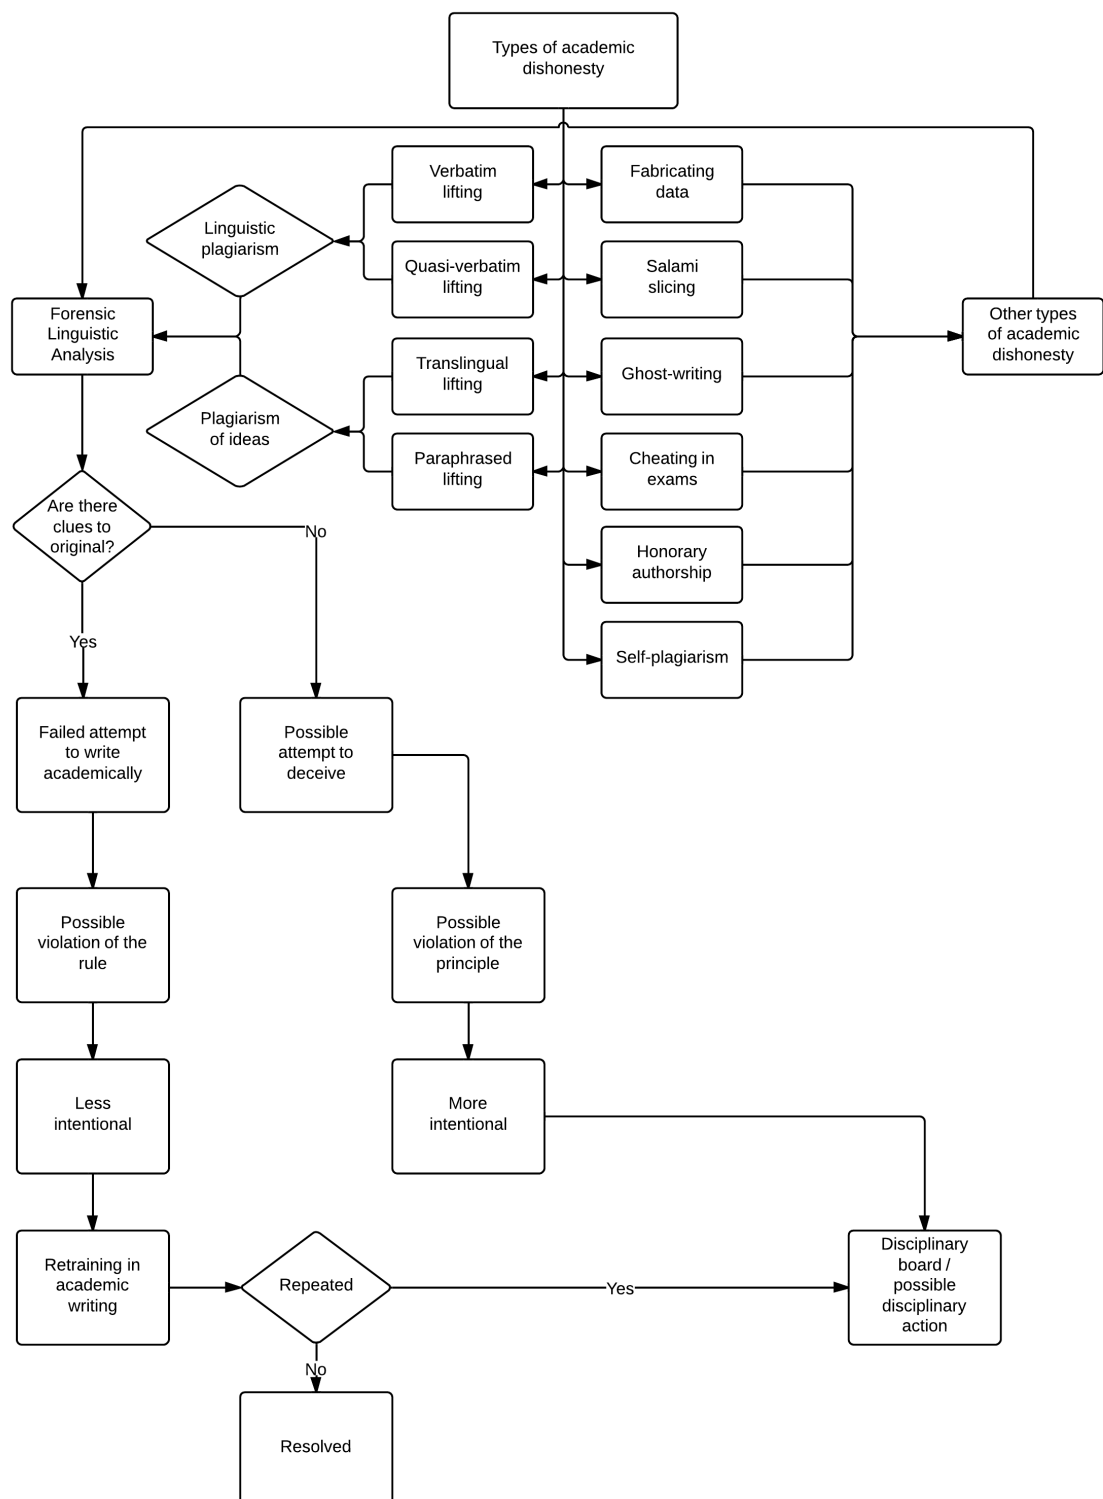 Types of academic
dishonesty
Verbatim
lifting
Fabricating
data
Linguistic
plagiarism
Quasi-verbatim
lifting
Salami
slicing
Forensic
Linguistic
Analysis
Other types
of academic
dishonesty
Translingual
lifting
Ghost-writing
Plagiarism
of ideas
Paraphrased
lifting
Cheating in
exams
Are there
clues to
original?
No
Honorary
authorship
Yes
Self-plagiarism
Failed attempt
to write
academically
Possible
attempt to
deceive
Possible
violation of the
rule
Possible
violation of the
principle
Less
intentional
More
intentional
Retraining in
academic
writing
Repeated
Yes
Disciplinary
board /
possible
disciplinary
action
No
Resolved